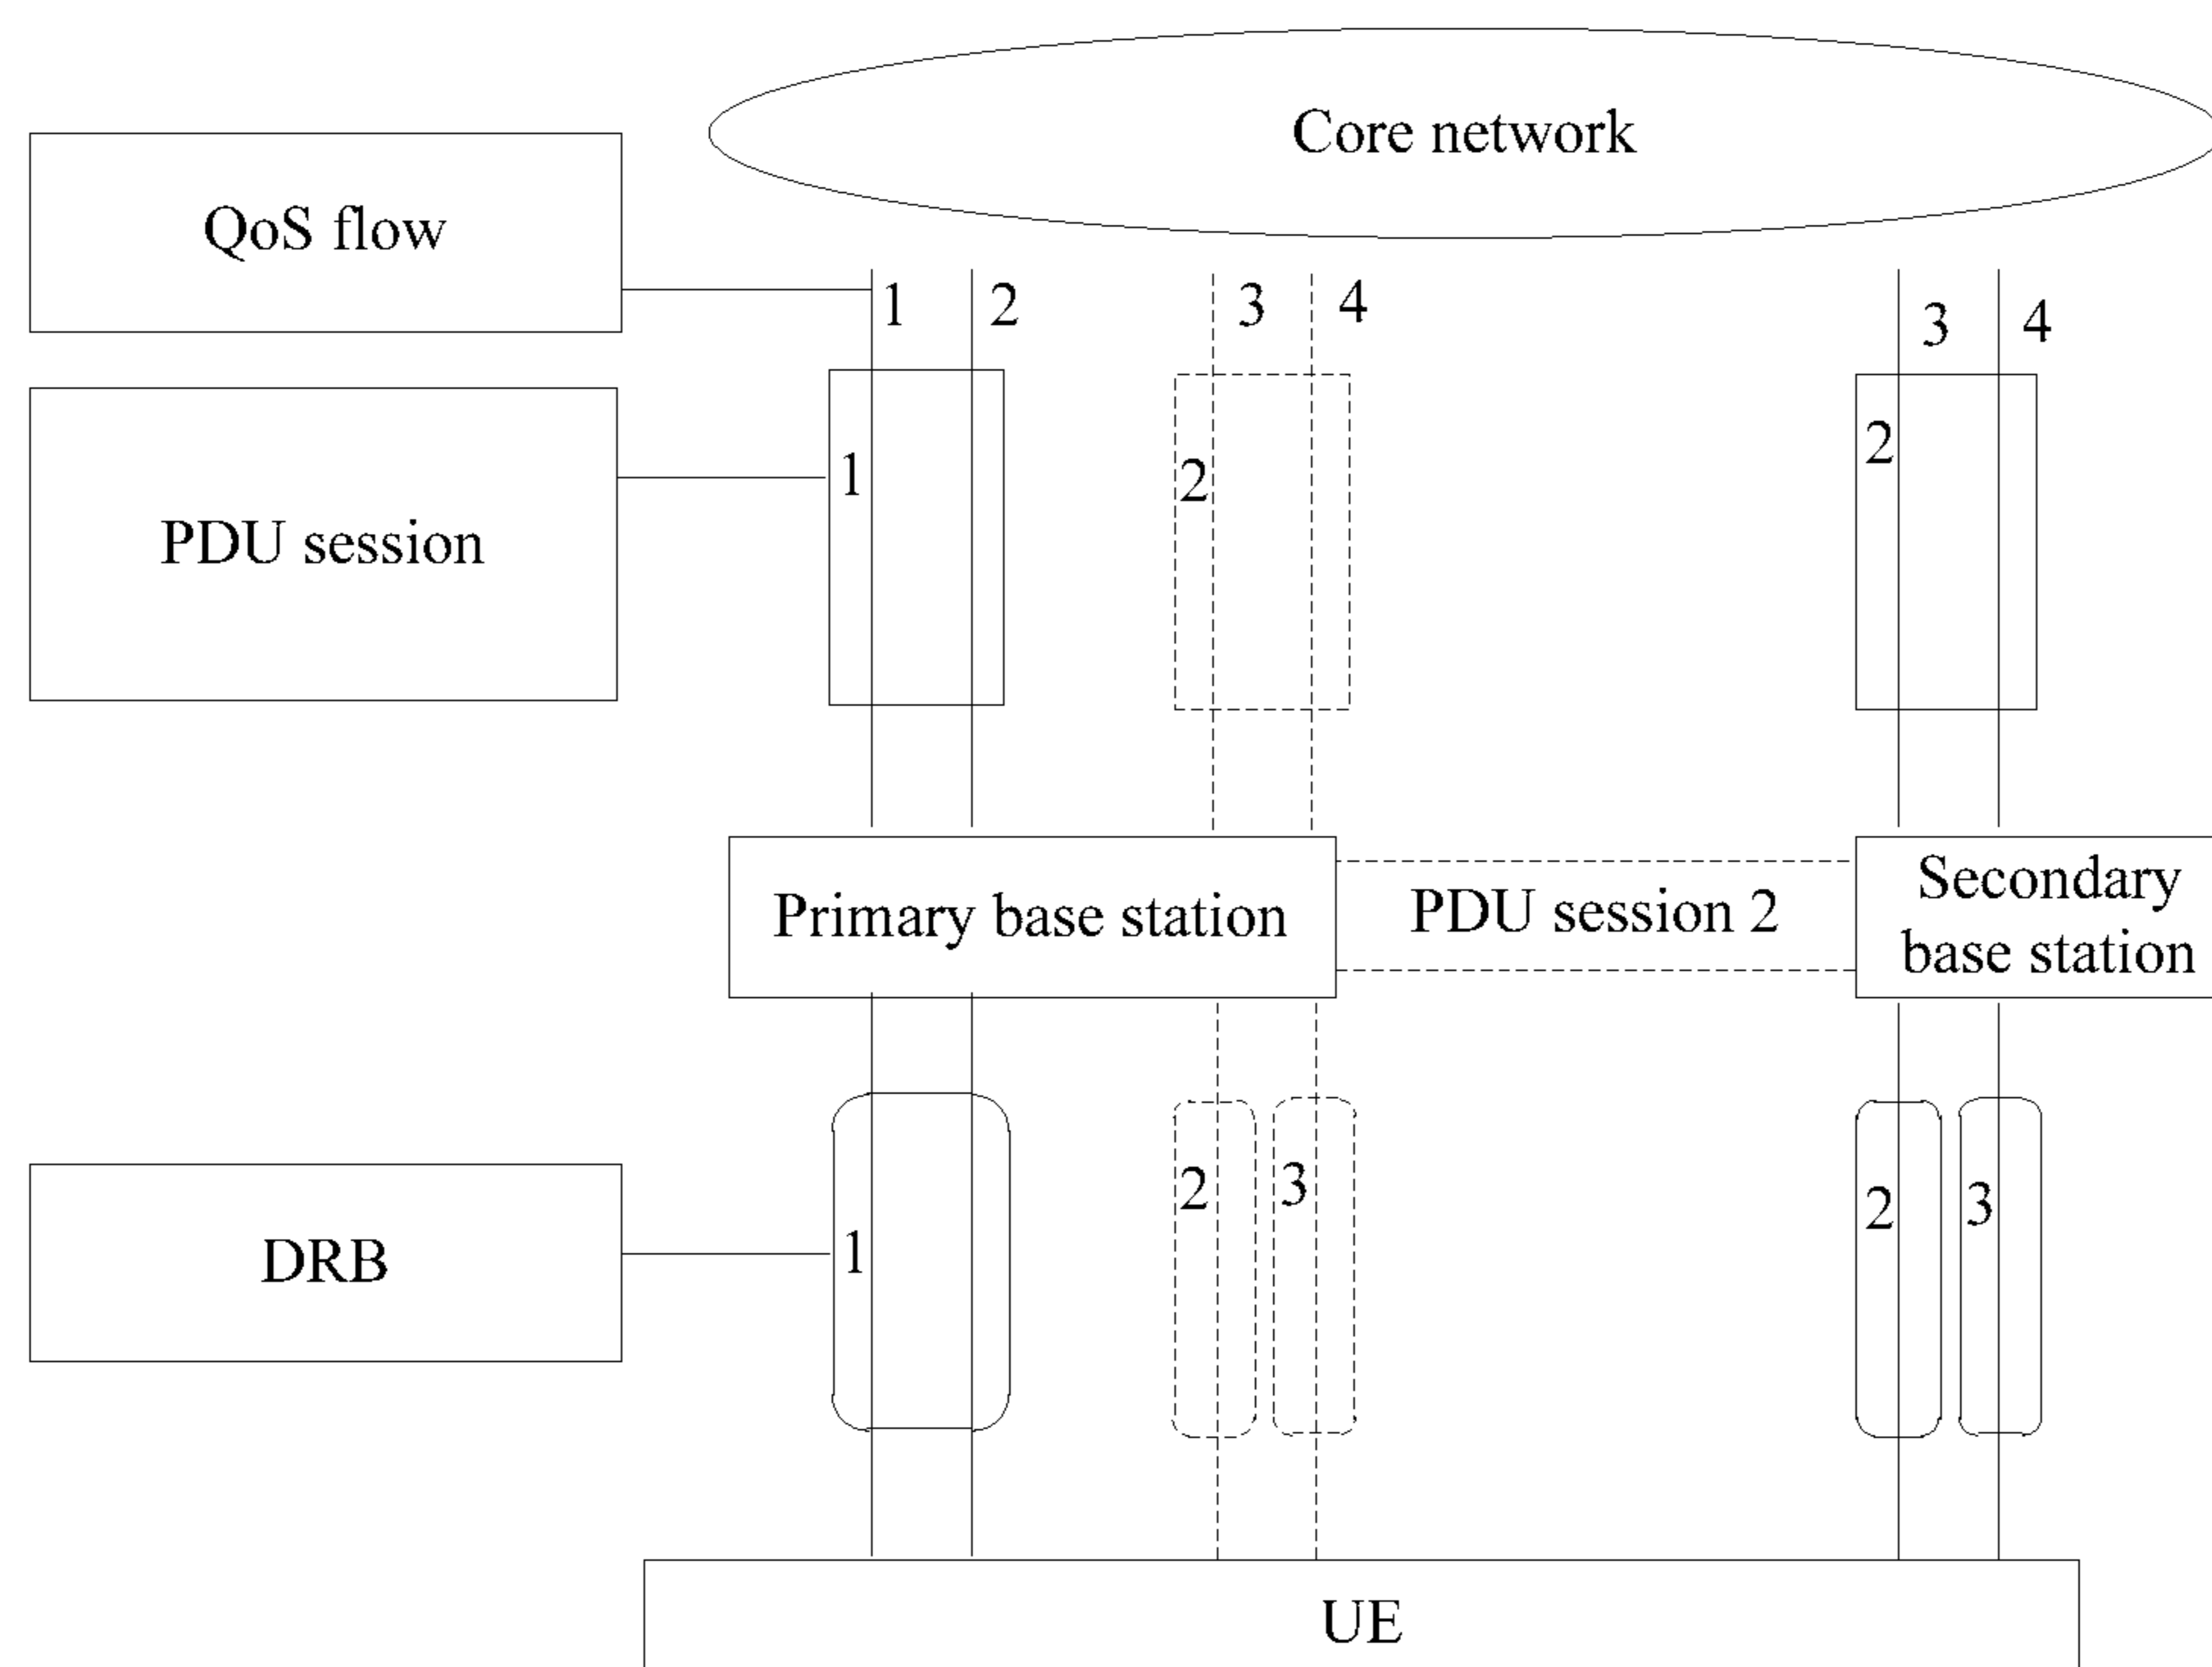 Core network
QoS flow
1 2 3 4 3 4
PDU session
1 2 2
Primary base station
PDU session 2
Secondary
base station
DRB
1 2 3 2 3
UE